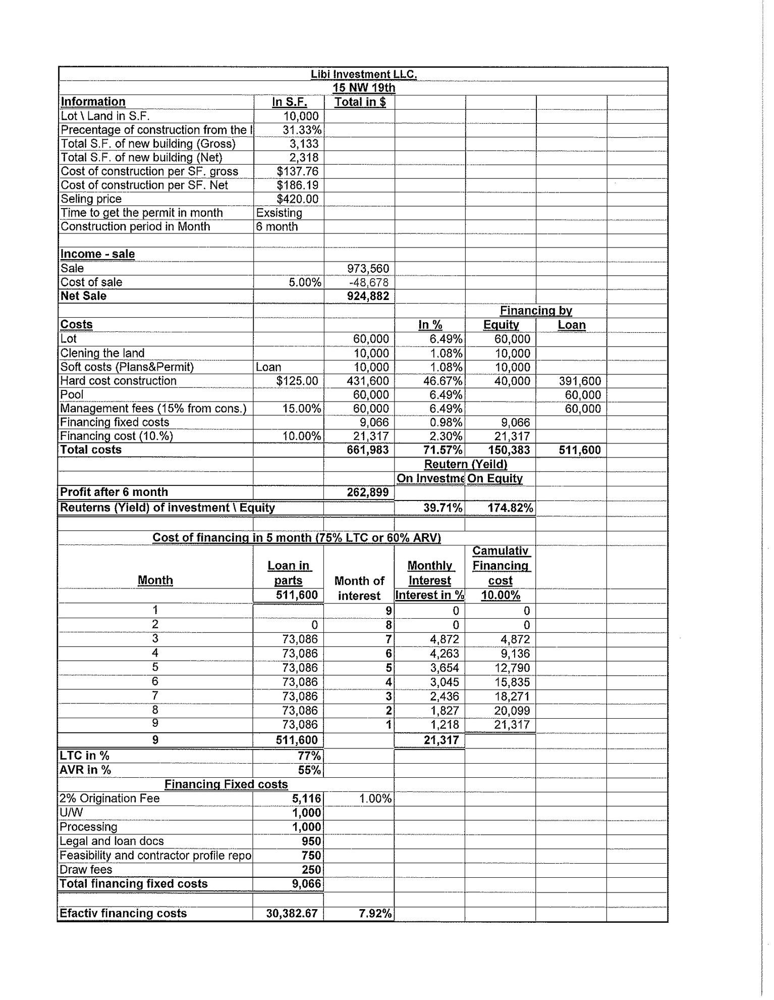 Libi Investment LLC.
15 NW 19th
Information In S.F. Total in $
Lot \ Land in S.F. 10,000
Precentage of construction from the l 31.33%
Total S.F. of new building (Gross) 3,133
Total S.F. of new building (Net) 2,318
Cost of construction per SF. gross $137.76
Cost of construction per SF. Net $186.19
Seling price $420.00
Time to get the permit in month Exsisting
Construction period in Month 6 month
Income - sale
Sale 973,560
Cost of sale 5.00% -48,678
Net Sale 924,882
Financing by
Costs In % Equity Loan
Lot 60,000 6.49% 60,000
Clening the land 10,000 1.08% 10,000
Soft costs (Plans&Permit) Loan 10,000 1.08% 10,000
Hard cost construction $125.00 431,600 46.67% 40,000 391,600
Pool 60,000 6.49% 60,000
Management fees (15% from cons.) 15.00% 60,000 6.49% 60,000
Financing fixed costs 9,066 0.98% 9,066
Financing cost (10.%) 10.00% 21,317 2.30% 21,317
Total costs 661,983 71.57% 150,383 511,600
Reutern (Yeild)
On Investme On Equity
Profit after 6 month 262,899
Reuterns (Yield) of investment \ Equity 39.71% 174.82%
Cost of financing in 5 month (75% LTC or 60% ARV)
Camulativ
Loan in Monthly Financing
Month parts Month of Interest cost
511,600 interest Interest in % 10.00%
1 9 0 0
2 0 8 0 0
3 73,086 7 4,872 4,872
4 73,086 6 4,263 9,136
5 73,086 5 3,654 12,790
6 73,086 4 3,045 15,835
7 73,086 3 2,436 18,271
8 73,086 2 1,827 20,099
9 73,086 1 1,218 21,317
9 511,600 21,317
LTC in % 77%
AVR in % 55%
Financing Fixed costs
2% Origination Fee 5,116 1.00%
U/W 1,000
Processing 1,000
Legal and loan docs 950
Feasibility and contractor profile repo 750
Draw fees 250
Total financing fixed costs 9,066
Efactiv financing costs 30,382.67 7.92%